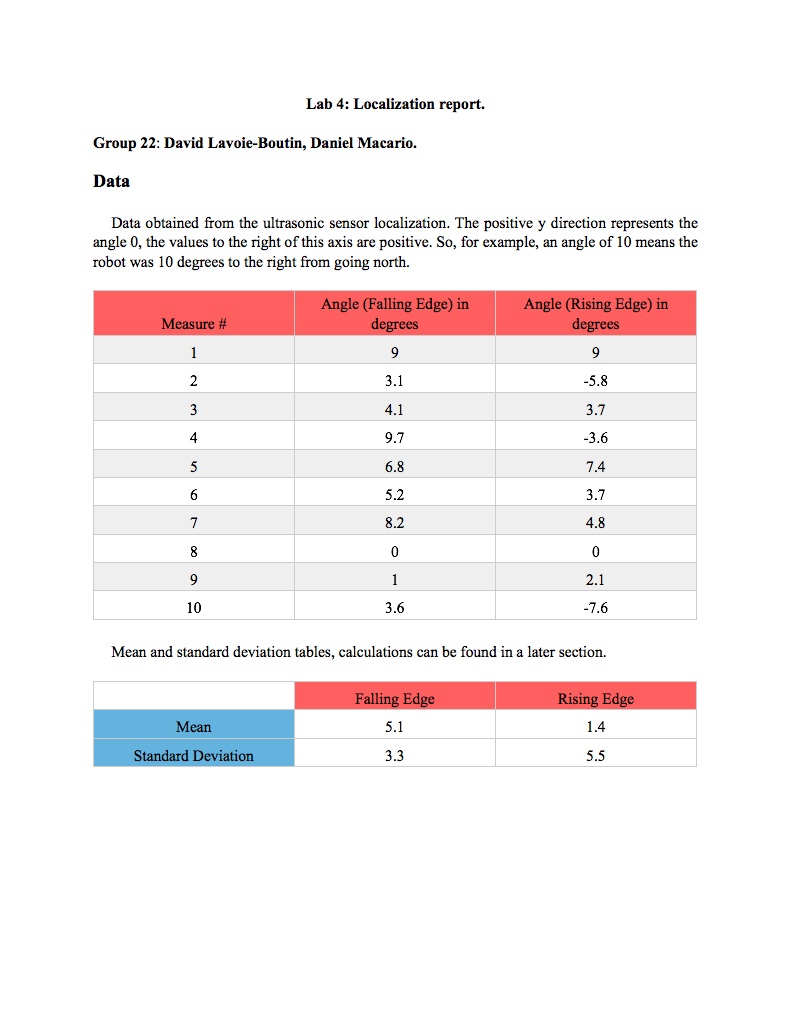 Lab 4: Localization report.
Group 22: David Lavoie-Boutin, Daniel Macario.
Data
Data obtained from the ultrasonic sensor localization. The positive y direction represents the
angle 0, the values to the right of this axis are positive. So, for example, an angle of 10 means the
robot was 10 degrees to the right from going north.
Measure # Angle (Falling Edge) in degrees Angle (Rising Edge) in degrees
1 9 9
2 3.1 -5.8
3 4.1 3.7
4 9.7 -3.6
5 6.8 7.4
6 5.2 3.7
7 8.2 4.8
8 0 0
9 1 2.1
10 3.6 -7.6
Mean and standard deviation tables, calculations can be found in a later section.
Falling Edge Rising Edge
Mean 5.1 1.4
Standard Deviation 3.3 5.5